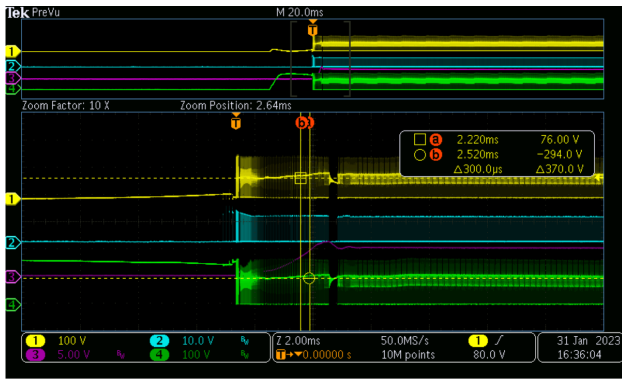 Tek PreVu M 20.0ms
T
1
2
3
4
Zoom Factor: 10 X Zoom Position: 2.64ms
T b
a 2.220ms 76.00 V
b 2.520ms −294.0 V
Δ300.0µs Δ370.0 V
1
2
3
4
1 100 V 2 10.0 V BW Z 2.00ms 50.0MS/s 1 / 31 Jan 2023
3 5.00 V BW 4 100 V BW T→▼0.00000 s 10M points 80.0 V 16:36:04